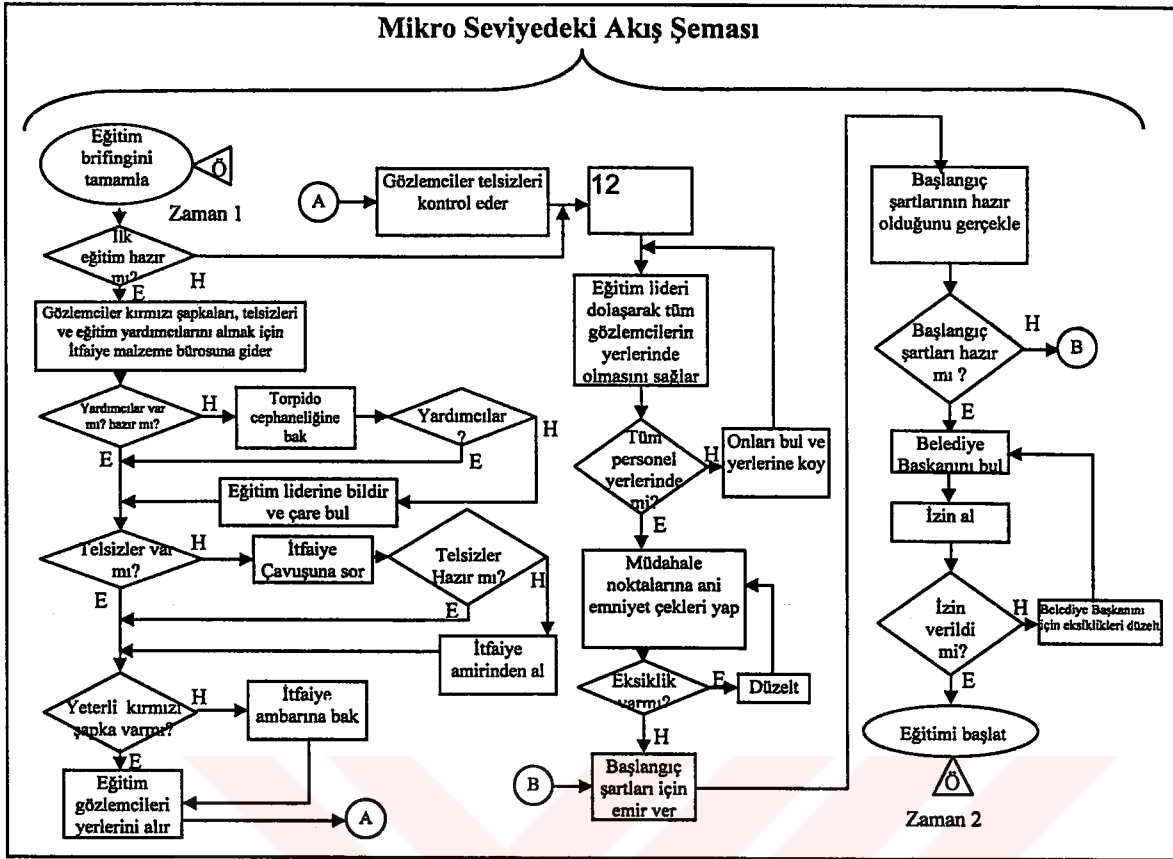 Mikro Seviyedeki Akış Şeması
Eğitim
brifingini
tamamla
Ö
Zaman 1
İlk
eğitim hazır
mı?
H
E
Gözlemciler kırmızı şapkaları, telsizleri
ve eğitim yardımcılarını almak için
İtfaiye malzeme bürosuna gider
Yardımcılar var
mı? hazır mı?
H
E
Torpido
cephaneliğine
bak
Yardımcılar
?
H
E
Eğitim liderine bildir
ve çare bul
Telsizler var
mı?
H
E
İtfaiye
Çavuşuna sor
Telsizler
Hazır mı?
H
E
İtfaiye
amirinden al
Yeterli kırmızı
şapka varmı?
H
E
İtfaiye
ambarına bak
Eğitim
gözlemcileri
yerlerini alır
A
A
Gözlemciler telsizleri
kontrol eder
12
Eğitim lideri
dolaşarak tüm
gözlemcilerin
yerlerinde
olmasını sağlar
Tüm
personel
yerlerinde
mi?
H
E
Onları bul ve
yerlerine koy
Müdahale
noktalarına ani
emniyet çekleri yap
Eksiklik
varmı?
E
H
Düzelt
B
Başlangıç
şartları için
emir ver
Başlangıç
şartlarının hazır
olduğunu gerçekle
Başlangıç
şartları hazır
mı ?
H
B
E
Belediye
Başkanını bul
İzin al
İzin
verildi
mi?
H
E
Belediye Başkanını
için eksiklikleri düzelt.
Eğitimi başlat
Ö
Zaman 2